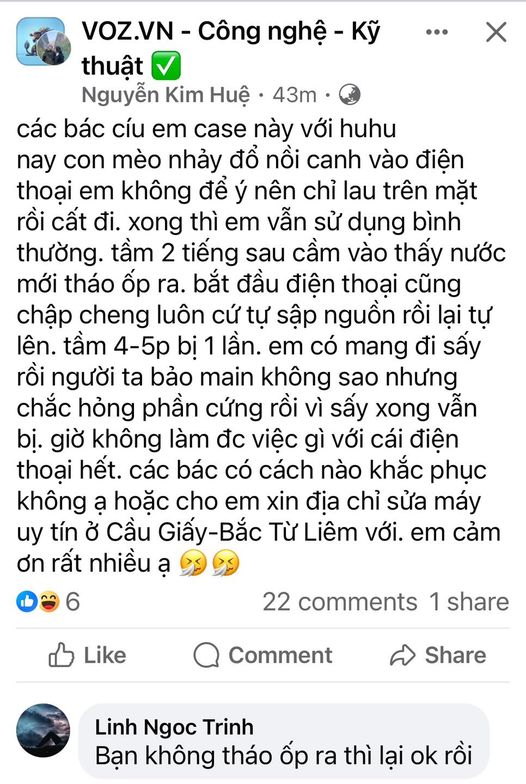 VOZ.VN - Công nghệ - Kỹ
thuật ✅
Nguyễn Kim Huệ · 43m ·
các bác cíu em case này với huhu
nay con mèo nhảy đổ nồi canh vào điện
thoại em không để ý nên chỉ lau trên mặt
rồi cất đi. xong thì em vẫn sử dụng bình
thường. tầm 2 tiếng sau cầm vào thấy nước
mới tháo ốp ra. bắt đầu điện thoại cũng
chập cheng luôn cứ tự sập nguồn rồi lại tự
lên. tầm 4-5p bị 1 lần. em có mang đi sấy
rồi người ta bảo main không sao nhưng
chắc hỏng phần cứng rồi vì sấy xong vẫn
bị. giờ không làm đc việc gì với cái điện
thoại hết. các bác có cách nào khắc phục
không ạ hoặc cho em xin địa chỉ sửa máy
uy tín ở Cầu Giấy-Bắc Từ Liêm với. em cảm
ơn rất nhiều ạ 🤧🤧
6 22 comments 1 share
Like Comment Share
Linh Ngoc Trinh
Bạn không tháo ốp ra thì lại ok rồi